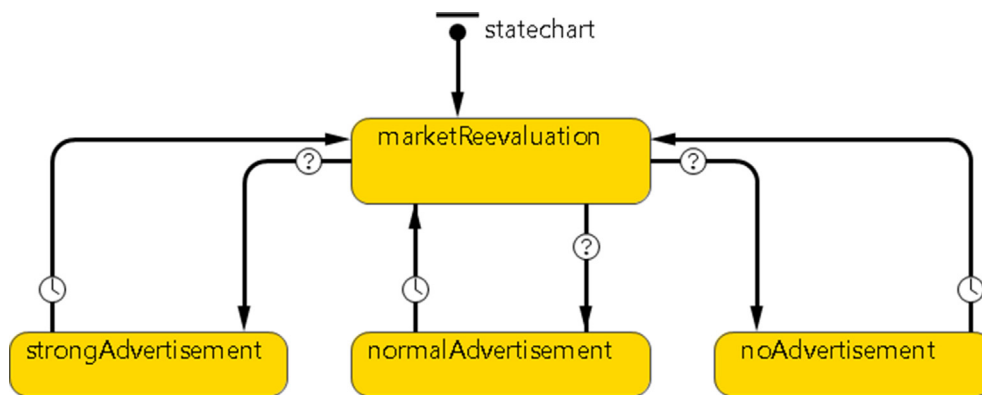 statechart
marketReevaluation
?
?
?
strongAdvertisement
normalAdvertisement
noAdvertisement